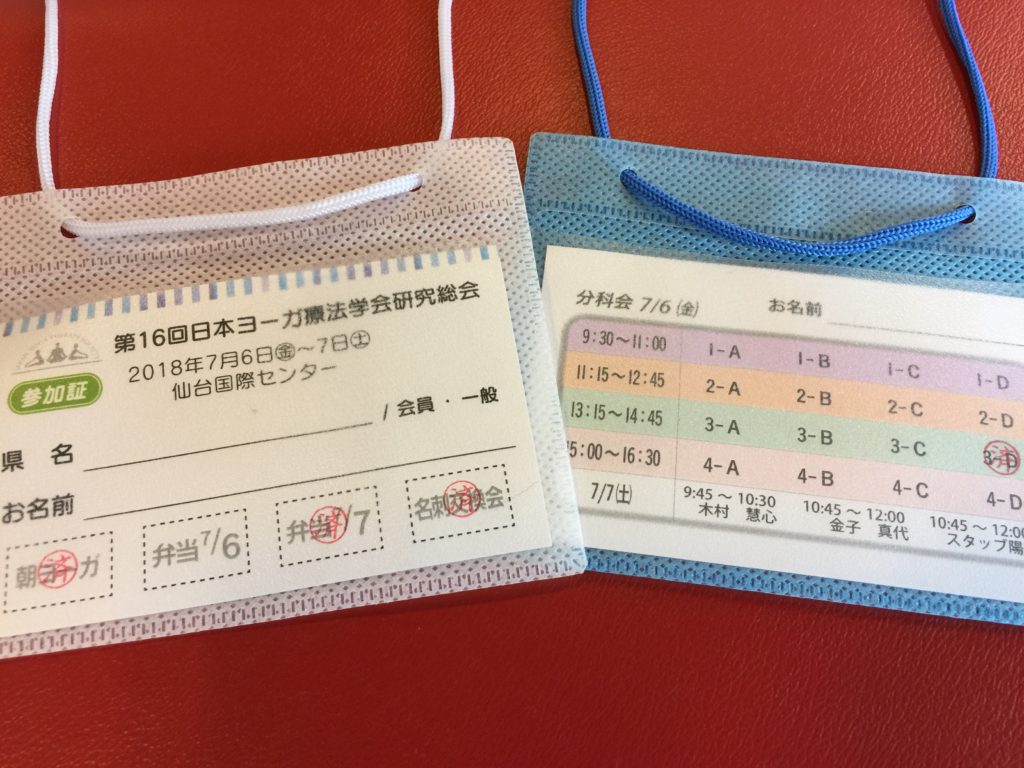 第16回日本ヨーガ療法学会研究総会
2018年7月6日㊎～7日㊏
仙台国際センター
参加証
/ 会員・一般
県 名
お名前
朝ヨーガ 済
弁当7/6
弁当7/7 済
名刺交換会 済
分科会 7/6 ㈮ お名前
9:30～11:00 1-A 1-B 1-C 1-D
11:15～12:45 2-A 2-B 2-C 2-D
13:15～14:45 3-A 3-B 3-C 3-D 済
15:00～16:30 4-A 4-B 4-C 4-D
7/7㈯ 9:45 ～ 10:30 10:45 ～ 12:00 10:45 ～ 12:00
木村 慧心 金子 真代 スタッブ陽